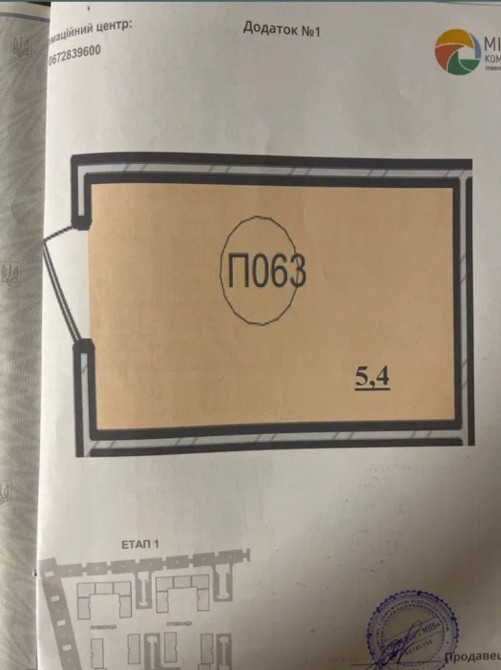 Додаток №1
маційний центр:
0672839600
МІ
КОМ
П063
5,4
ЕТАП 1
Продавец